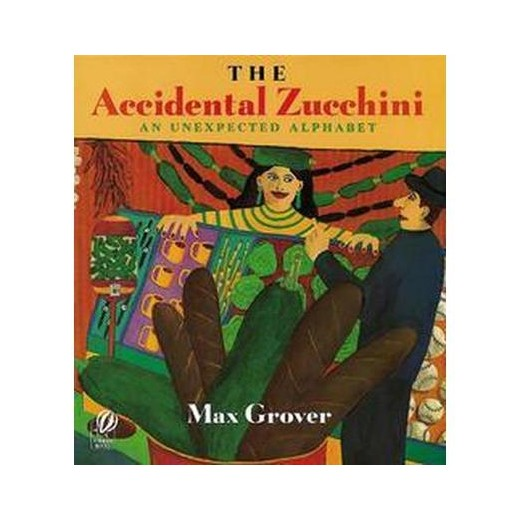 THE
Accidental Zucchini
AN UNEXPECTED ALPHABET
Max Grover